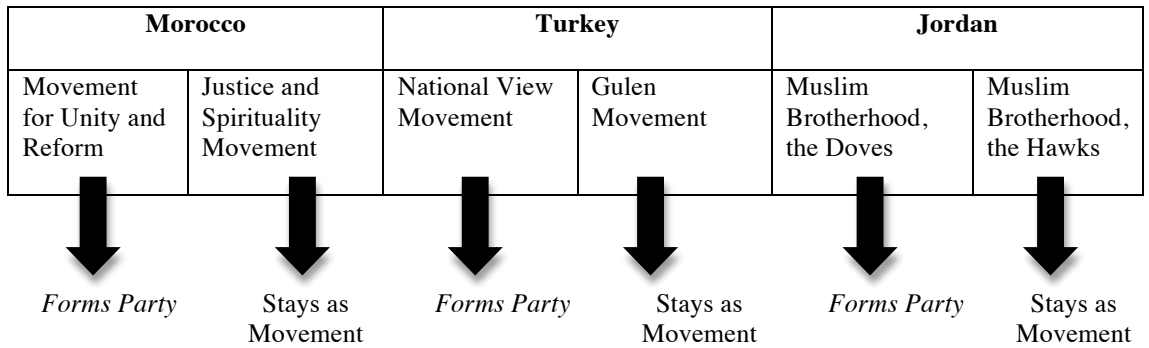 Morocco
Turkey
Jordan
Movement
for Unity and
Reform
Justice and
Spirituality
Movement
National View
Movement
Gulen
Movement
Muslim
Brotherhood,
the Doves
Muslim
Brotherhood,
the Hawks
Forms Party
Stays as
Movement
Forms Party
Stays as
Movement
Forms Party
Stays as
Movement